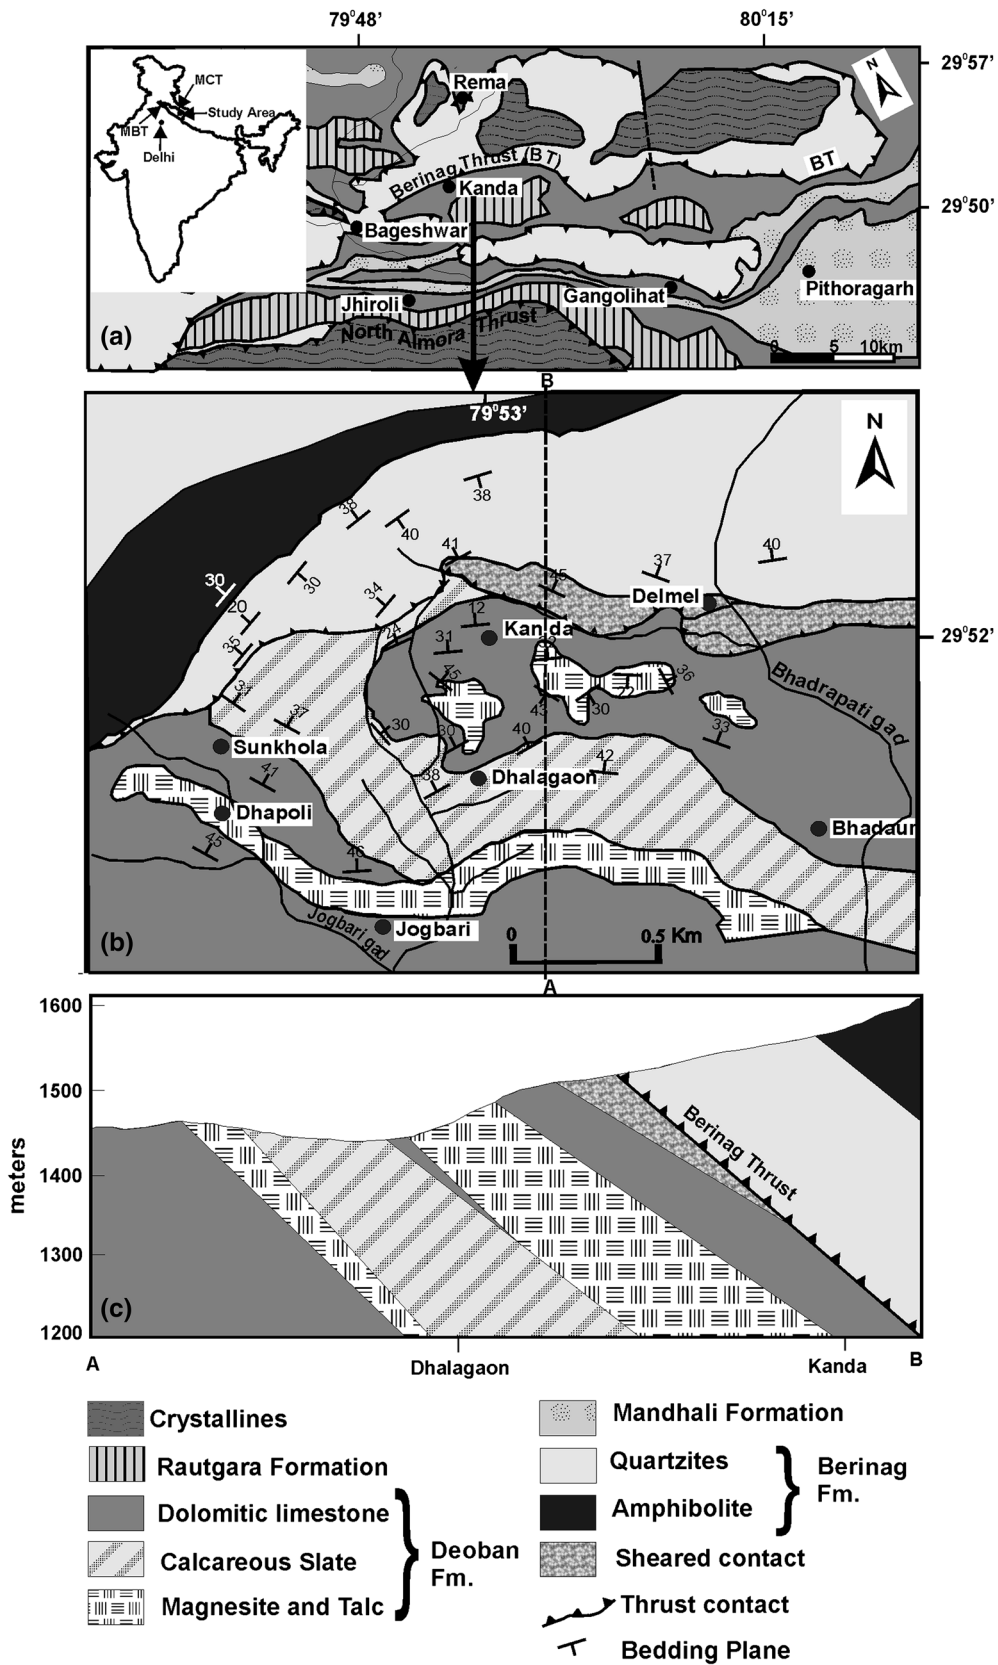 79°48' 80°15'
29°57'
29°50'
N
MCT
Study Area
MBT
Delhi
Rema
Berinag Thrust (BT)
BT
Kanda
Bageshwar
Pithoragarh
Gangolihat
Jhiroli
North Almora Thrust
(a)
0 5 10km
B
79°53'
N
38
38
40
41
40
37
45
30
30
34
20
12
Delmel
29°52'
Kanda
24
31
35
45
36
31
37
22
Bhadrapati gad
43
30
30
30
40
33
Sunkhola
42
41
38
Dhalagaon
Dhapoli
Bhadaur
45
46
Jogbari gad
Jogbari
0 0.5 Km
(b)
A
1600
1500
1400
1300
1200
meters
Berinag Thrust
(c)
A Dhalagaon Kanda B
Crystallines
Rautgara Formation
Dolomitic limestone
Calcareous Slate
Magnesite and Talc
Deoban
Fm.
Mandhali Formation
Quartzites
Amphibolite
Berinag
Fm.
Sheared contact
Thrust contact
Bedding Plane